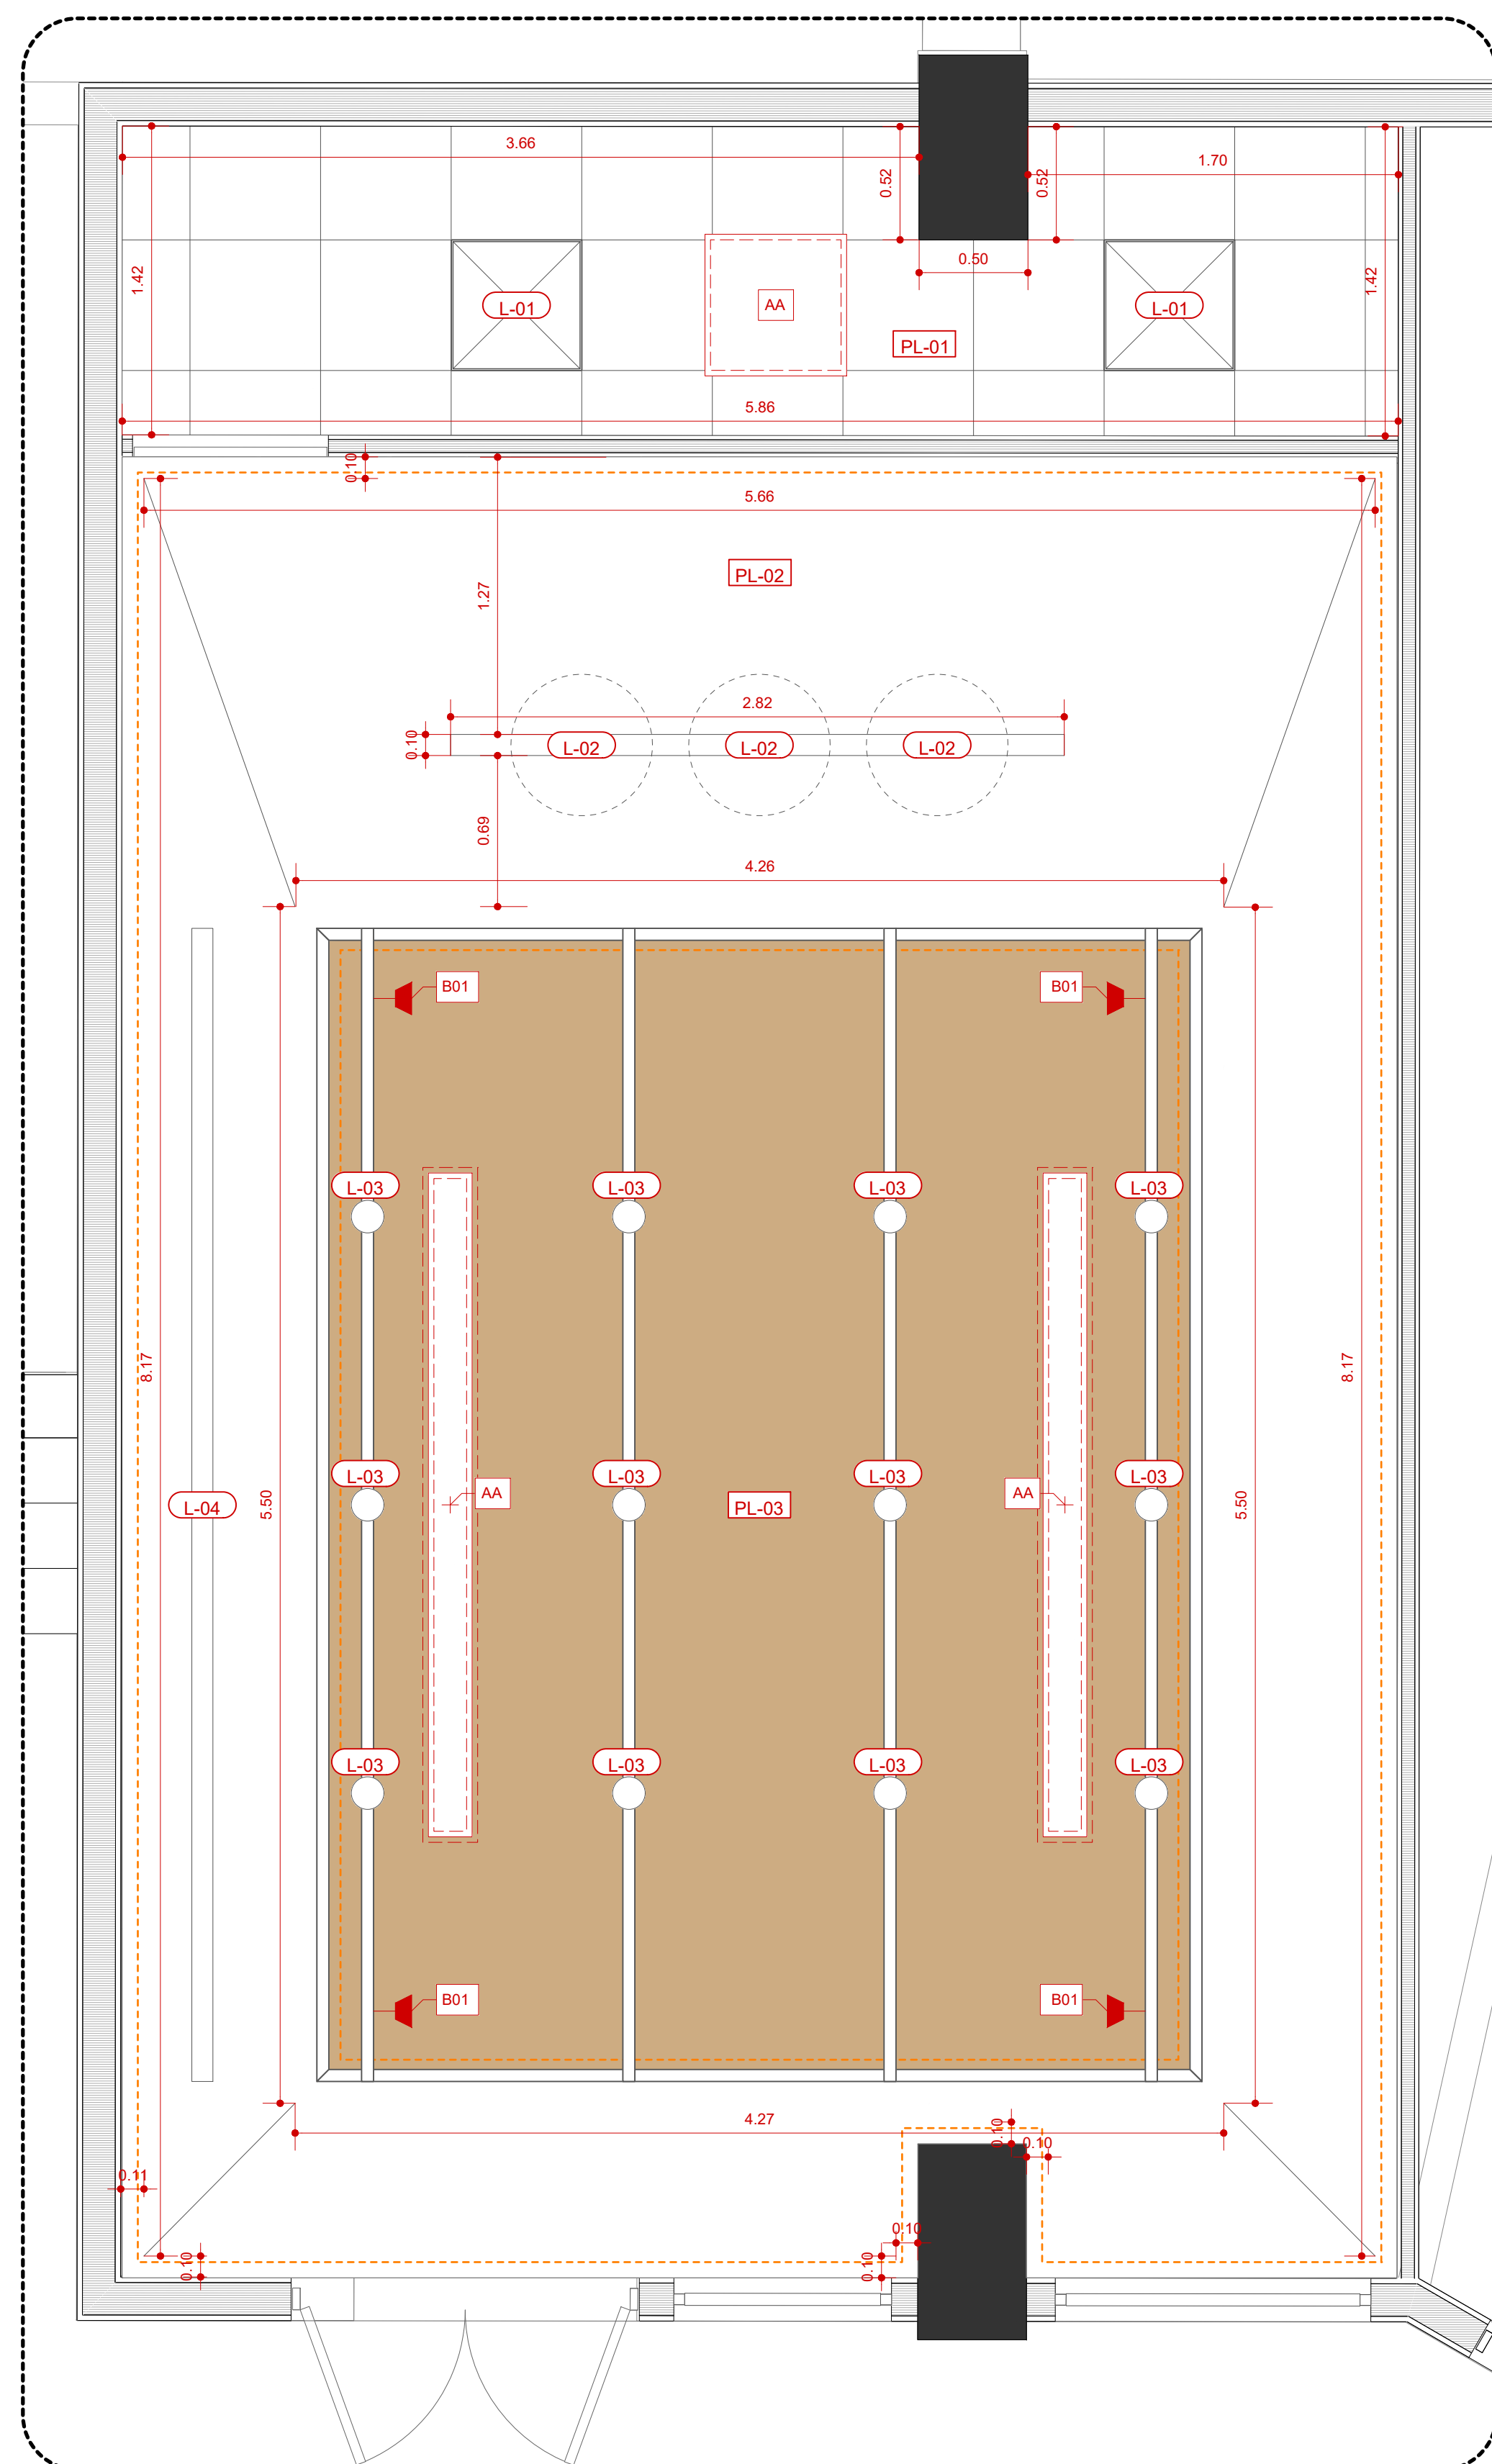 3.66
1.70
0.52
0.52
1.42
0.50
1.42
L-01
AA
L-01
PL-01
5.86
0.10
5.66
PL-02
1.27
2.82
0.10
L-02
L-02
L-02
0.69
4.26
B01
B01
L-03
L-03
L-03
L-03
8.17
8.17
L-03
L-03
L-03
L-03
L-04
5.50
AA
PL-03
AA
5.50
L-03
L-03
L-03
L-03
B01
B01
4.27
0.10
0.10
0.11
0.10
0.10
0.10